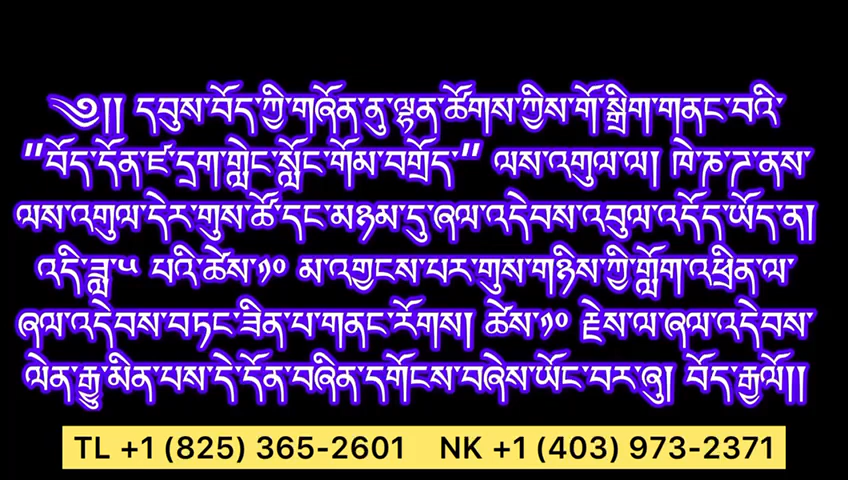 ༄༅།། དབུས་བོད་ཀྱི་གཞོན་ནུ་ལྷན་ཚོགས་ཀྱིས་གོ་སྒྲིག་གནང་བའི་
"བོད་དོན་ཛ་དྲག་གླེང་སློང་གོམ་བགྲོད་" ལས་འགུལ་ལ། ཁེ་ཆ་ཌ་ནས་
ལས་འགུལ་དེར་གུས་ཚོ་དང་མཉམ་དུ་ཞལ་འདེབས་འབུལ་འདོད་ཡོད་ན།
འདི་ཟླ་༥ པའི་ཚེས་༡༠ མ་འགྱངས་པར་གུས་གཉིས་ཀྱི་གློག་འཕྲིན་ལ་
ཞལ་འདེབས་བཏང་ཟིན་པ་གནང་རོགས། ཚེས་༡༠ རྗེས་ལ་ཞལ་འདེབས་
ལེན་རྒྱུ་མིན་པས་དེ་དོན་བཞིན་དགོངས་བཞེས་ཡོང་བར་ཞུ། བོད་རྒྱལོ།།
TL +1 (825) 365-2601 NK +1 (403) 973-2371